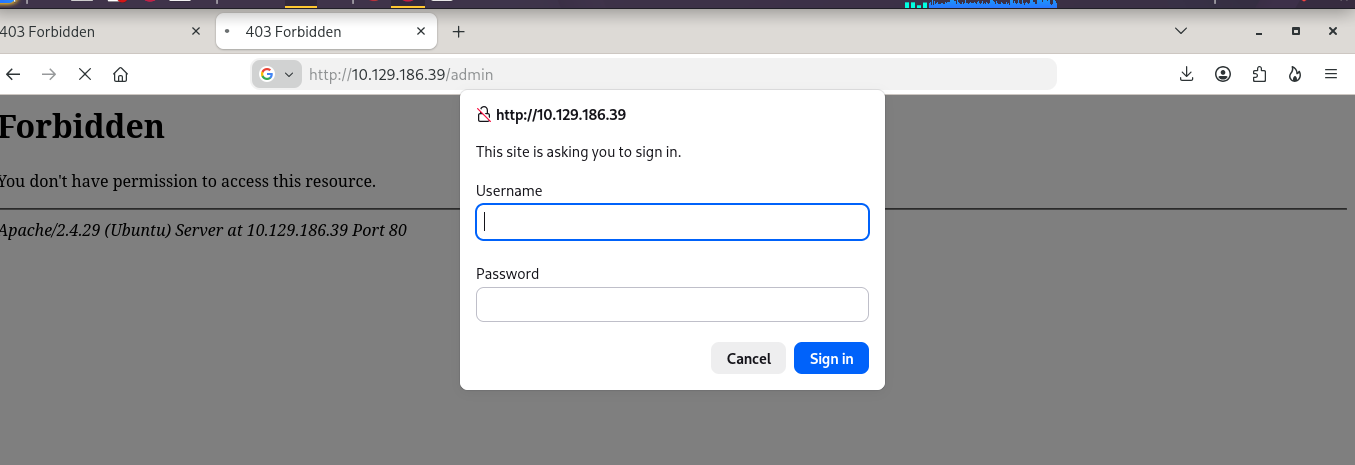 403 Forbidden
403 Forbidden
http://10.129.186.39/admin
http://10.129.186.39
This site is asking you to sign in.
Username
Password
Cancel
Sign in
Forbidden
You don't have permission to access this resource.
Apache/2.4.29 (Ubuntu) Server at 10.129.186.39 Port 80